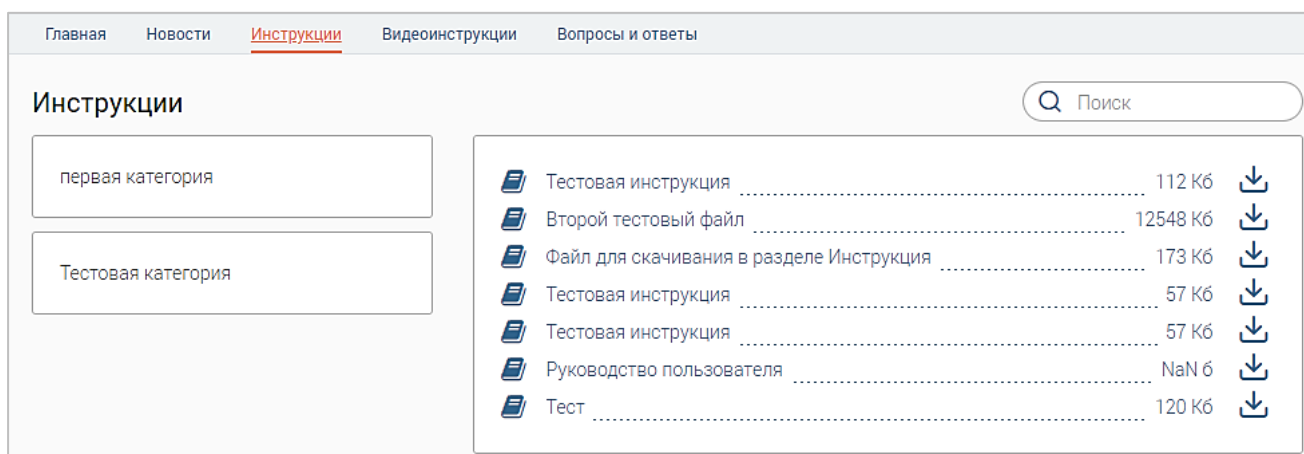 Главная Новости Инструкции Видеоинструкции Вопросы и ответы
Инструкции
Поиск
первая категория
Тестовая категория
Тестовая инструкция 112 Кб
Второй тестовый файл 12548 Кб
Файл для скачивания в разделе Инструкция 173 Кб
Тестовая инструкция 57 Кб
Тестовая инструкция 57 Кб
Руководство пользователя NaN б
Тест 120 Кб